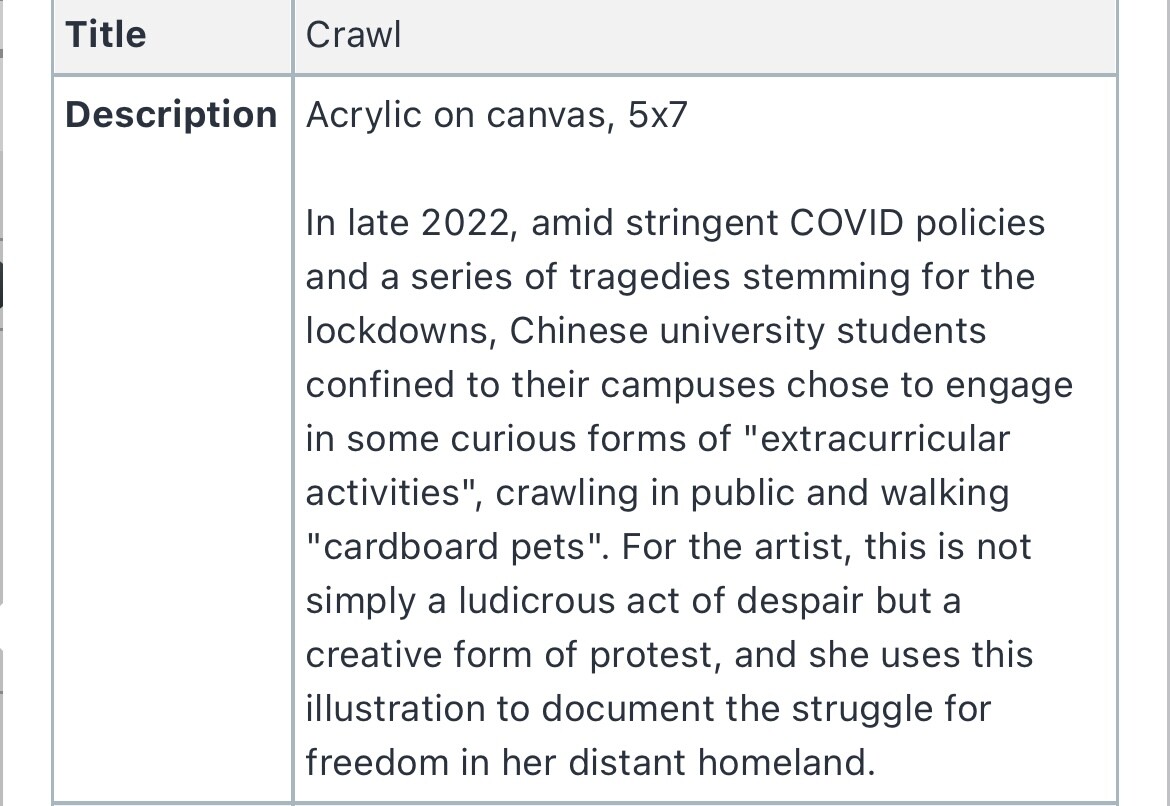 Title Crawl
Description Acrylic on canvas, 5x7
In late 2022, amid stringent COVID policies
and a series of tragedies stemming for the
lockdowns, Chinese university students
confined to their campuses chose to engage
in some curious forms of "extracurricular
activities", crawling in public and walking
"cardboard pets". For the artist, this is not
simply a ludicrous act of despair but a
creative form of protest, and she uses this
illustration to document the struggle for
freedom in her distant homeland.